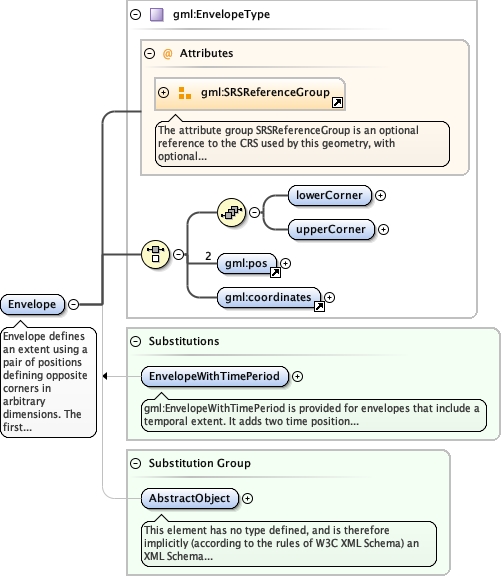 gml:EnvelopeType
@ Attributes
gml:SRSReferenceGroup
The attribute group SRSReferenceGroup is an optional
reference to the CRS used by this geometry, with
optional...
lowerCorner
upperCorner
2
gml:pos
gml:coordinates
Envelope
Envelope defines
an extent using a
pair of positions
defining opposite
corners in
arbitrary
dimensions. The
first...
Substitutions
EnvelopeWithTimePeriod
gml:EnvelopeWithTimePeriod is provided for envelopes that include a
temporal extent. It adds two time position...
Substitution Group
AbstractObject
This element has no type defined, and is therefore
implicitly (according to the rules of W3C XML Schema) an
XML Schema...